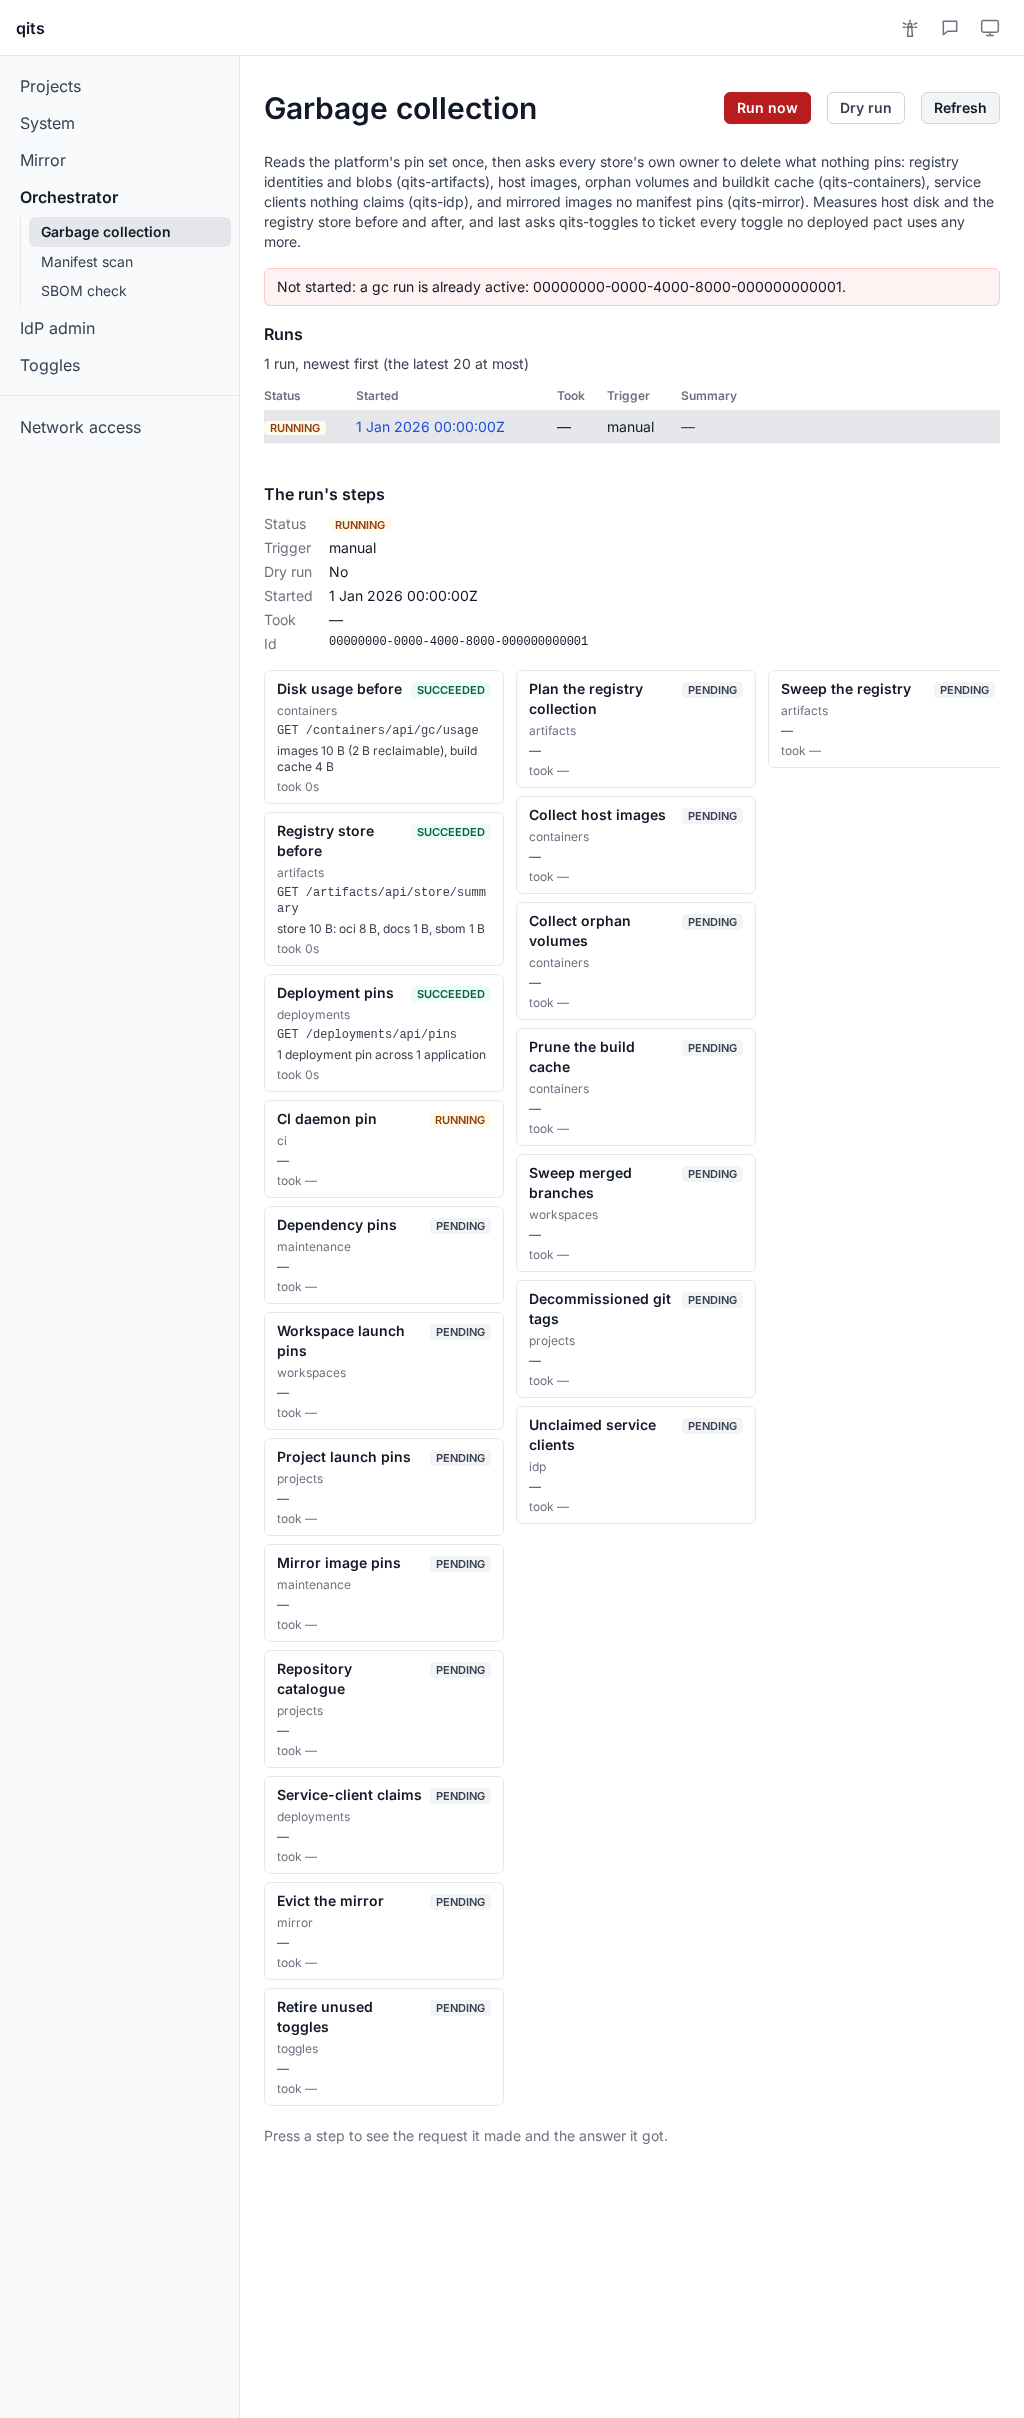 qits
Projects
System
Mirror
Orchestrator
Garbage collection
Manifest scan
SBOM check
IdP admin
Toggles
Network access
Garbage collection
Run now
Dry run
Refresh
Reads the platform's pin set once, then asks every store's own owner to delete what nothing pins: registry
identities and blobs (qits-artifacts), host images, orphan volumes and buildkit cache (qits-containers), service
clients nothing claims (qits-idp), and mirrored images no manifest pins (qits-mirror). Measures host disk and the
registry store before and after, and last asks qits-toggles to ticket every toggle no deployed pact uses any
more.
Not started: a gc run is already active: 00000000-0000-4000-8000-000000000001.
Runs
1 run, newest first (the latest 20 at most)
Status Started Took Trigger Summary
RUNNING 1 Jan 2026 00:00:00Z — manual —
The run's steps
Status RUNNING
Trigger manual
Dry run No
Started 1 Jan 2026 00:00:00Z
Took —
Id 00000000-0000-4000-8000-000000000001
Disk usage before SUCCEEDED
containers
GET /containers/api/gc/usage
images 10 B (2 B reclaimable), build
cache 4 B
took 0s
Registry store
before
SUCCEEDED
artifacts
GET /artifacts/api/store/summ
ary
store 10 B: oci 8 B, docs 1 B, sbom 1 B
took 0s
Deployment pins SUCCEEDED
deployments
GET /deployments/api/pins
1 deployment pin across 1 application
took 0s
CI daemon pin RUNNING
ci
—
took —
Dependency pins PENDING
maintenance
—
took —
Workspace launch
pins
PENDING
workspaces
—
took —
Project launch pins PENDING
projects
—
took —
Mirror image pins PENDING
maintenance
—
took —
Repository
catalogue
PENDING
projects
—
took —
Service-client claims PENDING
deployments
—
took —
Evict the mirror PENDING
mirror
—
took —
Retire unused
toggles
PENDING
toggles
—
took —
Plan the registry
collection
PENDING
artifacts
—
took —
Collect host images PENDING
containers
—
took —
Collect orphan
volumes
PENDING
containers
—
took —
Prune the build
cache
PENDING
containers
—
took —
Sweep merged
branches
PENDING
workspaces
—
took —
Decommissioned git
tags
PENDING
projects
—
took —
Unclaimed service
clients
PENDING
idp
—
took —
Sweep the registry PENDING
artifacts
—
took —
Press a step to see the request it made and the answer it got.